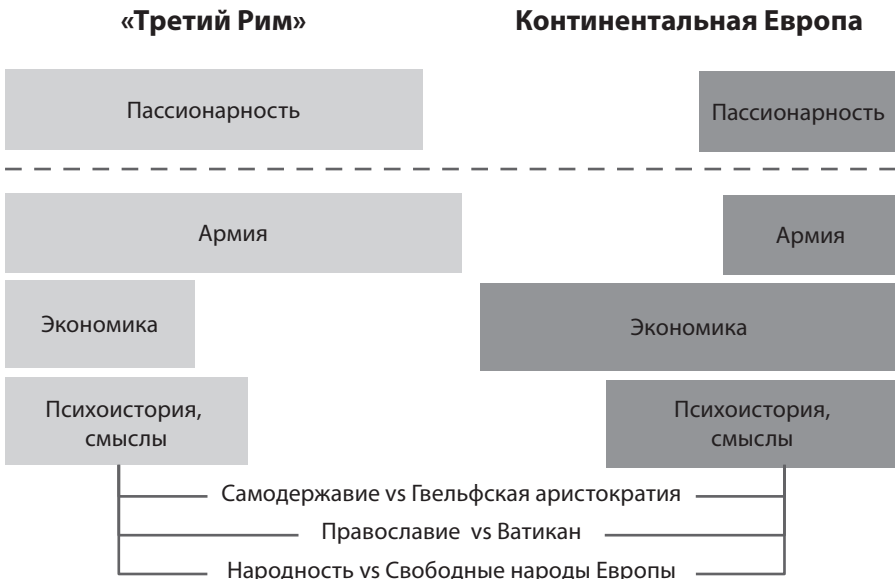 «Третий Рим»
Континентальная Европа
Пассионарность
Пассионарность
Армия
Армия
Экономика
Экономика
Психоистория,
смыслы
Психоистория,
смыслы
Самодержавие vs Гвельфская аристократия
Православие vs Ватикан
Народность vs Свободные народы Европы